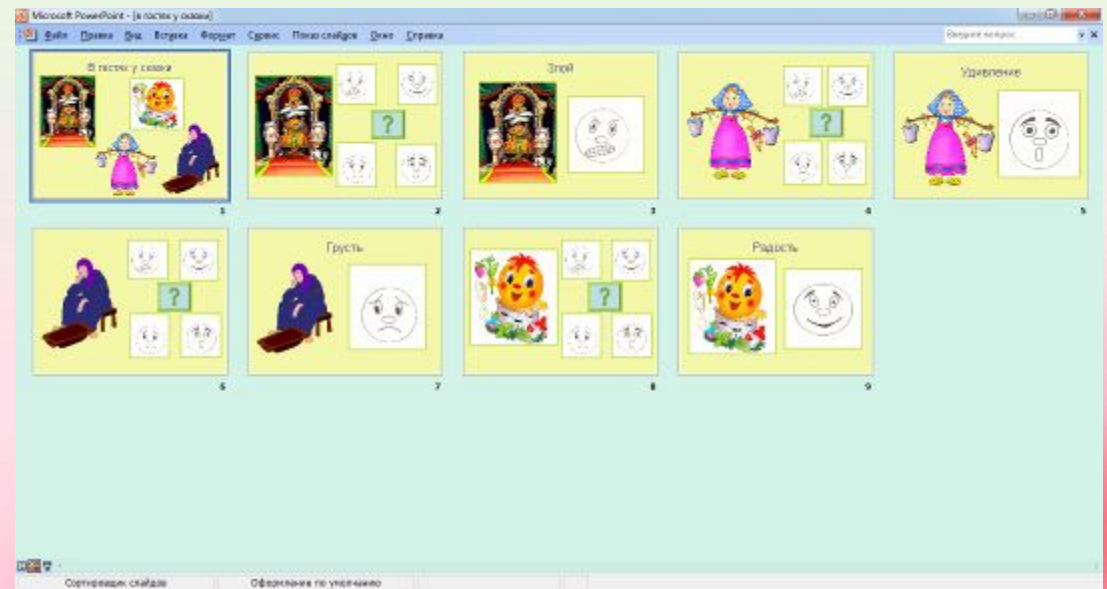 Microsoft PowerPoint - [в гостях у сказки]
Файл Правка Вид Вставка Формат Сервис Показ слайдов Окно Справка
Введите вопрос
В гостях у сказки
Злой
Удивление
?
?
1 2 3 4 5
Грусть
Радость
?
?
6 7 8 9
Сортировщик слайдов
Оформление по умолчанию